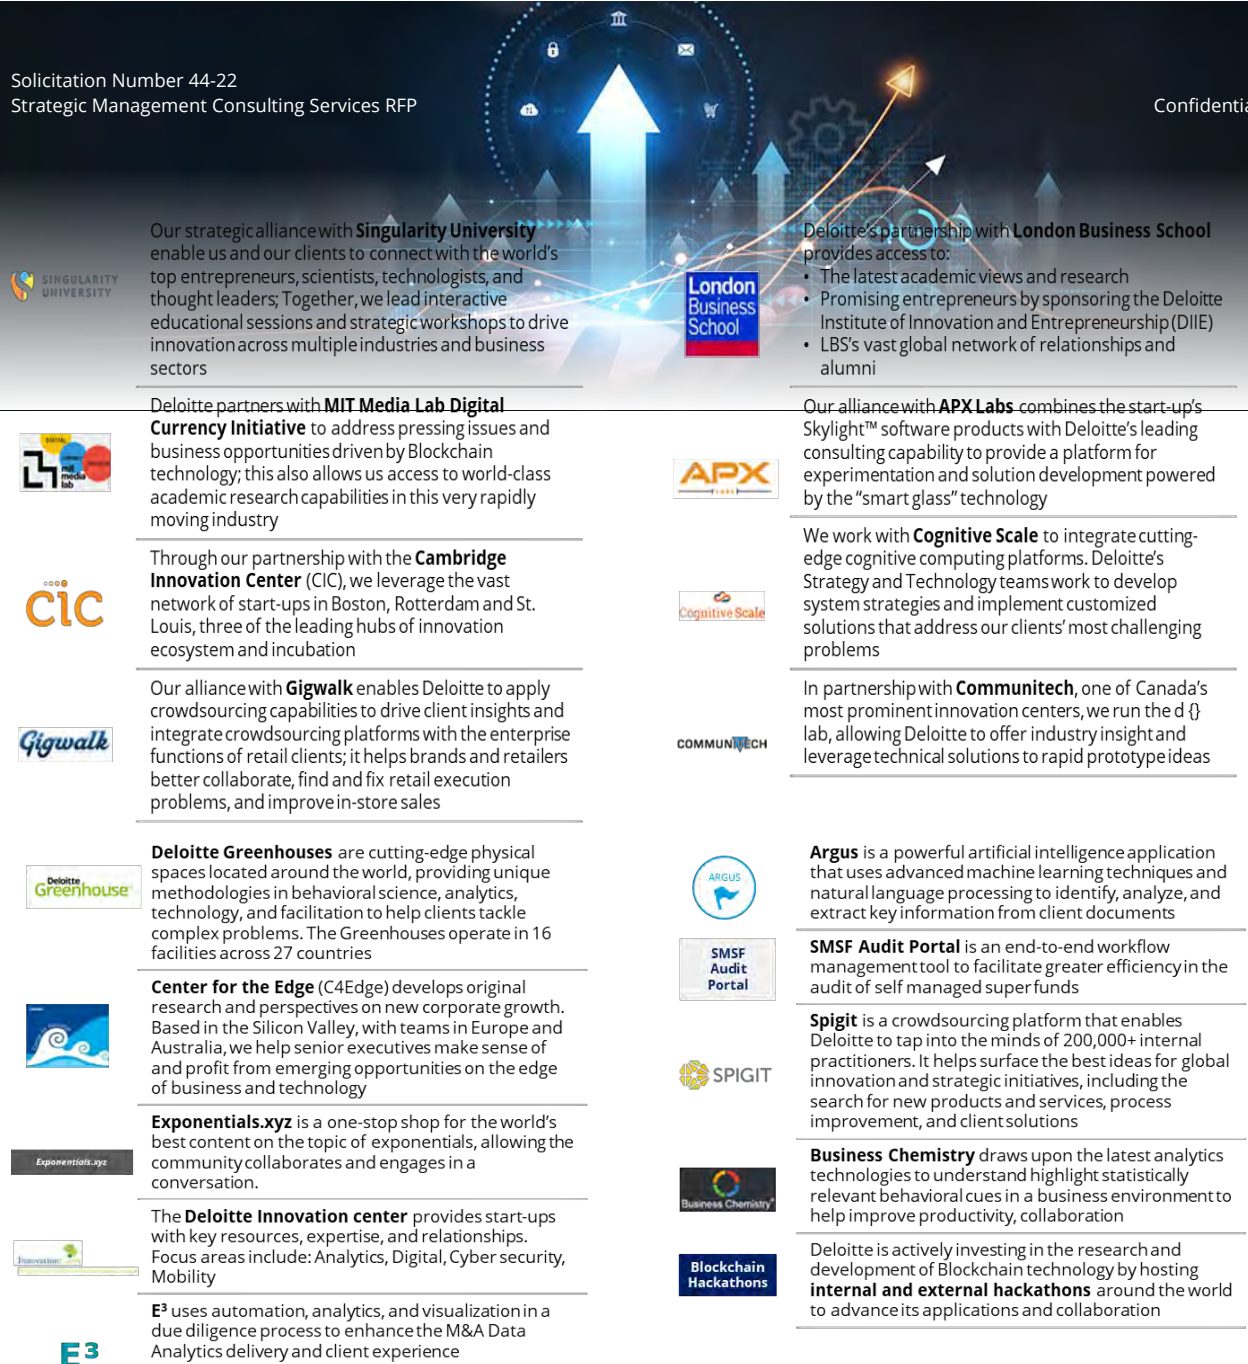 Solicitation Number 44-22
Strategic Management Consulting Services RFP
Confidentia
SINGULARITY
UNIVERSITY
Our strategic alliance with Singularity University
enable us and our clients to connect with the world's
top entrepreneurs, scientists, technologists, and
thought leaders; Together, we lead interactive
educational sessions and strategic workshops to drive
innovation across multiple industries and business
sectors
DIGITAL
mit
media
lab
Deloitte partners with MIT Media Lab Digital
Currency Initiative to address pressing issues and
business opportunities driven by Blockchain
technology; this also allows us access to world-class
academic research capabilities in this very rapidly
moving industry
CIC
Through our partnership with the Cambridge
Innovation Center (CIC), we leverage the vast
network of start-ups in Boston, Rotterdam and St.
Louis, three of the leading hubs of innovation
ecosystem and incubation
Gigwalk
Our alliance with Gigwalk enables Deloitte to apply
crowdsourcing capabilities to drive client insights and
integrate crowdsourcing platforms with the enterprise
functions of retail clients; it helps brands and retailers
better collaborate, find and fix retail execution
problems, and improve in-store sales
London
Business
School
Deloitte's partnership with London Business School
provides access to:
• The latest academic views and research
• Promising entrepreneurs by sponsoring the Deloitte
Institute of Innovation and Entrepreneurship (DIIE)
• LBS's vast global network of relationships and
alumni
APX
LABS
Our alliance with APX Labs combines the start-up's
Skylight™ software products with Deloitte's leading
consulting capability to provide a platform for
experimentation and solution development powered
by the "smart glass" technology
Cognitive Scale
We work with Cognitive Scale to integrate cutting-
edge cognitive computing platforms. Deloitte's
Strategy and Technology teams work to develop
system strategies and implement customized
solutions that address our clients' most challenging
problems
COMMUNITECH
In partnership with Communitech, one of Canada's
most prominent innovation centers, we run the d {}
lab, allowing Deloitte to offer industry insight and
leverage technical solutions to rapid prototype ideas
Deloitte
Greenhouse
Deloitte Greenhouses are cutting-edge physical
spaces located around the world, providing unique
methodologies in behavioral science, analytics,
technology, and facilitation to help clients tackle
complex problems. The Greenhouses operate in 16
facilities across 27 countries
Center for the Edge (C4Edge) develops original
research and perspectives on new corporate growth.
Based in the Silicon Valley, with teams in Europe and
Australia, we help senior executives make sense of
and profit from emerging opportunities on the edge
of business and technology
Exponentials.xyz
Exponentials.xyz is a one-stop shop for the world's
best content on the topic of exponentials, allowing the
community collaborates and engages in a
conversation.
Innovation
The Deloitte Innovation center provides start-ups
with key resources, expertise, and relationships.
Focus areas include: Analytics, Digital, Cyber security,
Mobility
E³
E³ uses automation, analytics, and visualization in a
due diligence process to enhance the M&A Data
Analytics delivery and client experience
ARGUS
Argus is a powerful artificial intelligence application
that uses advanced machine learning techniques and
natural language processing to identify, analyze, and
extract key information from client documents
SMSF
Audit
Portal
SMSF Audit Portal is an end-to-end workflow
management tool to facilitate greater efficiency in the
audit of self managed super funds
SPIGIT
Spigit is a crowdsourcing platform that enables
Deloitte to tap into the minds of 200,000+ internal
practitioners. It helps surface the best ideas for global
innovation and strategic initiatives, including the
search for new products and services, process
improvement, and client solutions
Business Chemistry
Business Chemistry draws upon the latest analytics
technologies to understand highlight statistically
relevant behavioral cues in a business environment to
help improve productivity, collaboration
Blockchain
Hackathons
Deloitte is actively investing in the research and
development of Blockchain technology by hosting
internal and external hackathons around the world
to advance its applications and collaboration